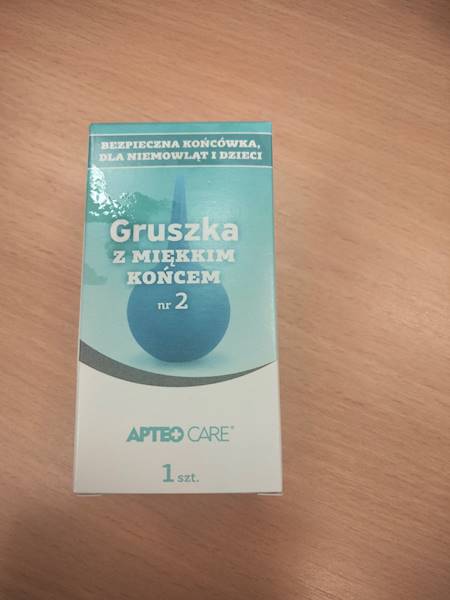 BEZPIECZNA KOŃCÓWKA,
DLA NIEMOWLĄT I DZIECI
Gruszka
Z MIĘKKIM
KOŃCEM
nr 2
APTEO CARE®
1 szt.